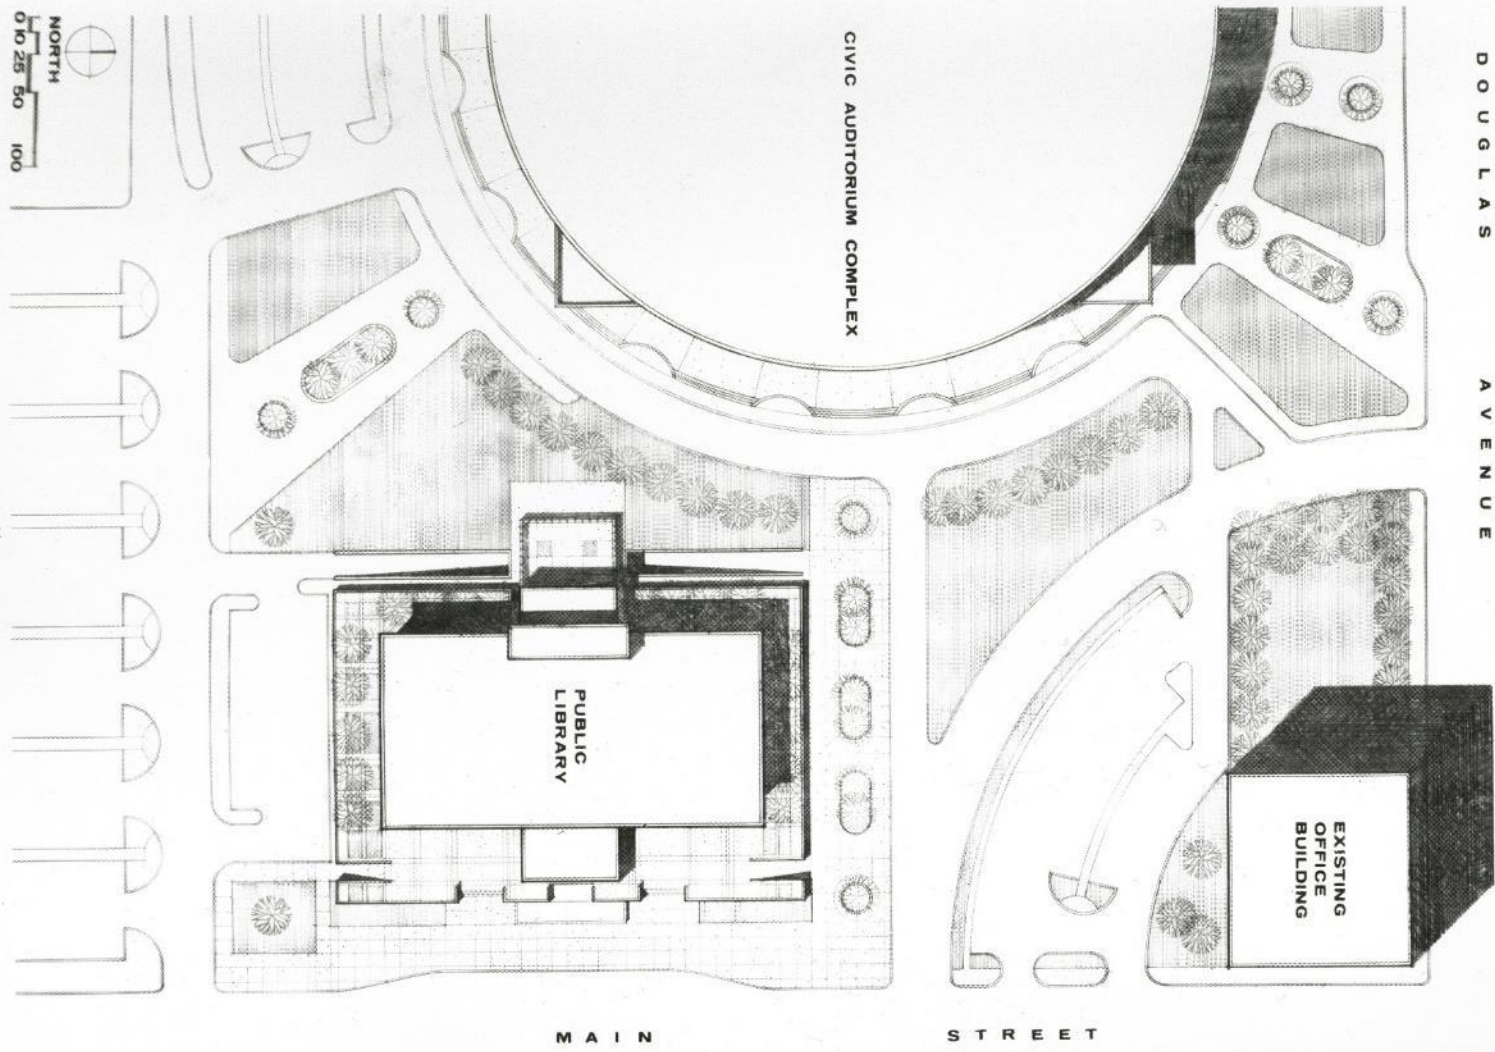 NORTH
0 10 25 50 100
CIVIC AUDITORIUM COMPLEX
DOUGLAS AVENUE
PUBLIC
LIBRARY
EXISTING
OFFICE
BUILDING
MAIN STREET